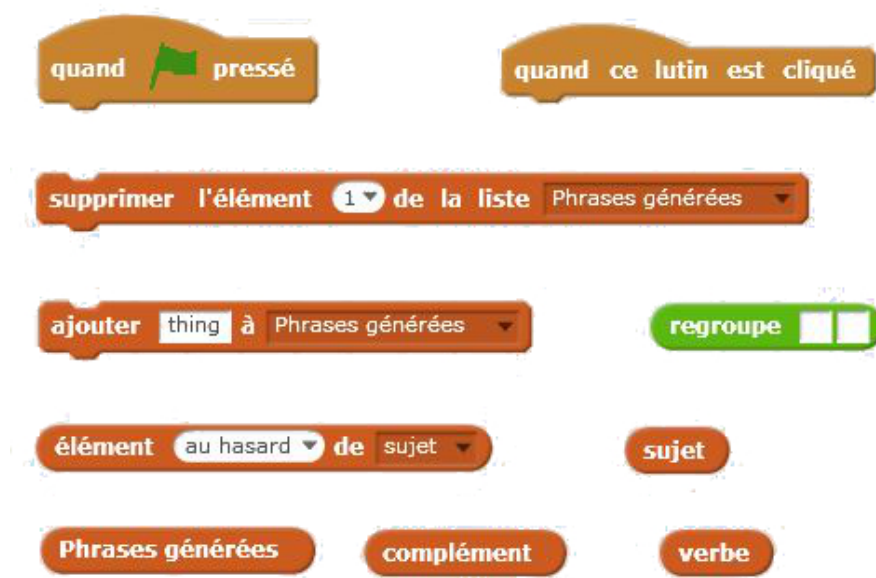 quand pressé
quand ce lutin est cliqué
supprimer l'élément 1 de la liste Phrases générées
ajouter thing à Phrases générées
regroupe
élément au hasard de sujet
sujet
Phrases générées
complément
verbe